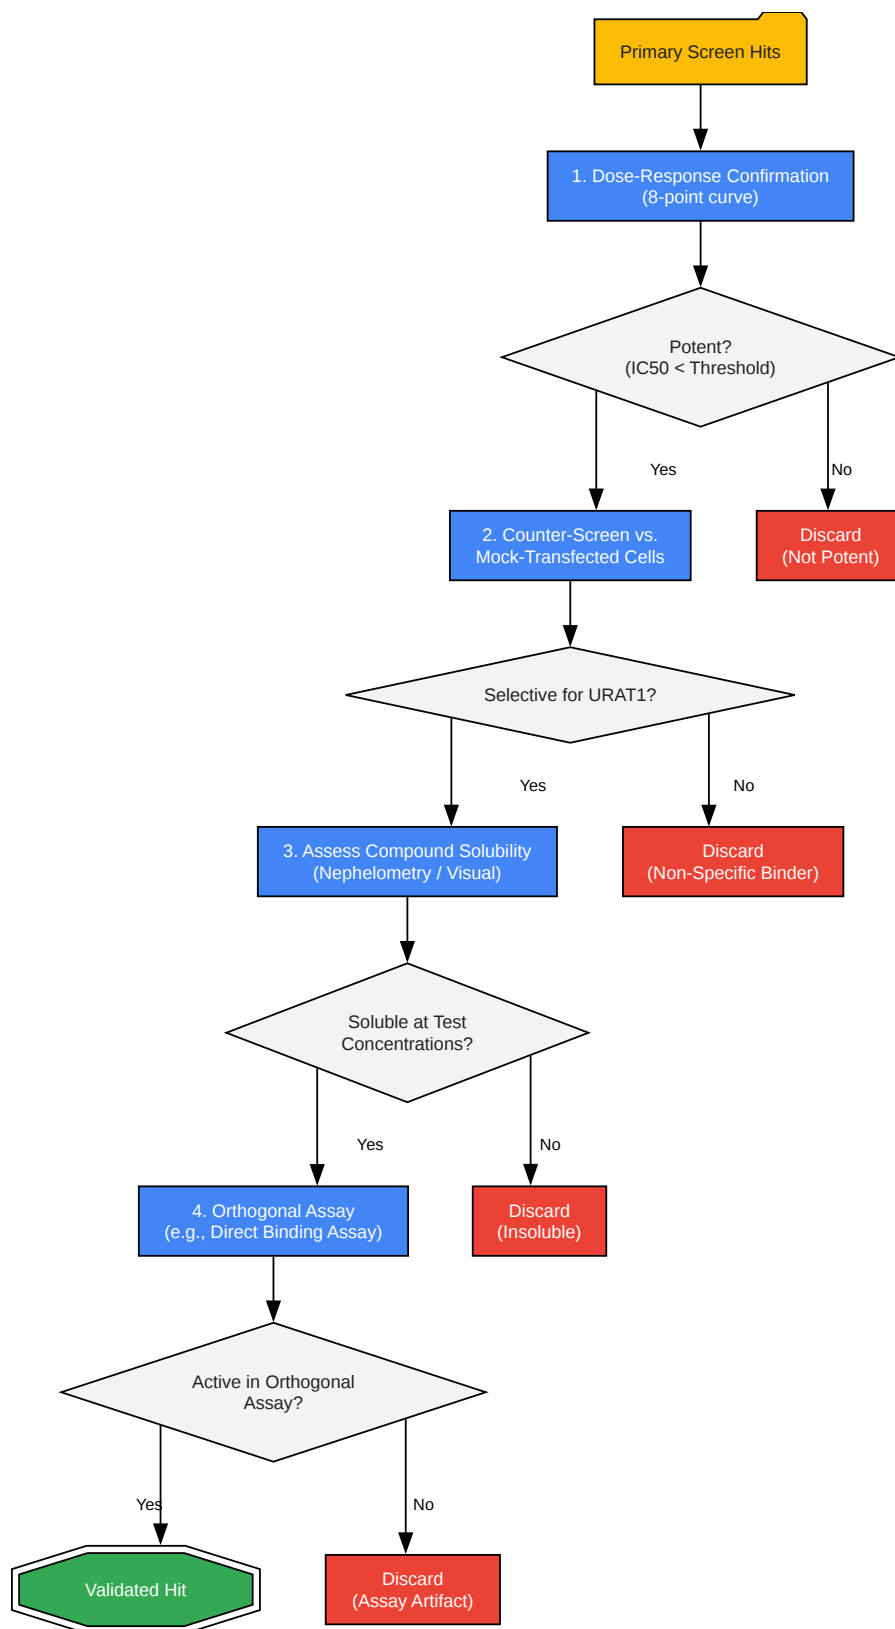 Primary Screen Hits
1. Dose-Response Confirmation
(8-point curve)
Potent?
(IC50 < Threshold)
Yes
No
2. Counter-Screen vs.
Mock-Transfected Cells
Discard
(Not Potent)
Selective for URAT1?
Yes
No
3. Assess Compound Solubility
(Nephelometry / Visual)
Discard
(Non-Specific Binder)
Soluble at Test
Concentrations?
Yes
No
4. Orthogonal Assay
(e.g., Direct Binding Assay)
Discard
(Insoluble)
Active in Orthogonal
Assay?
Yes
No
Validated Hit
Discard
(Assay Artifact)